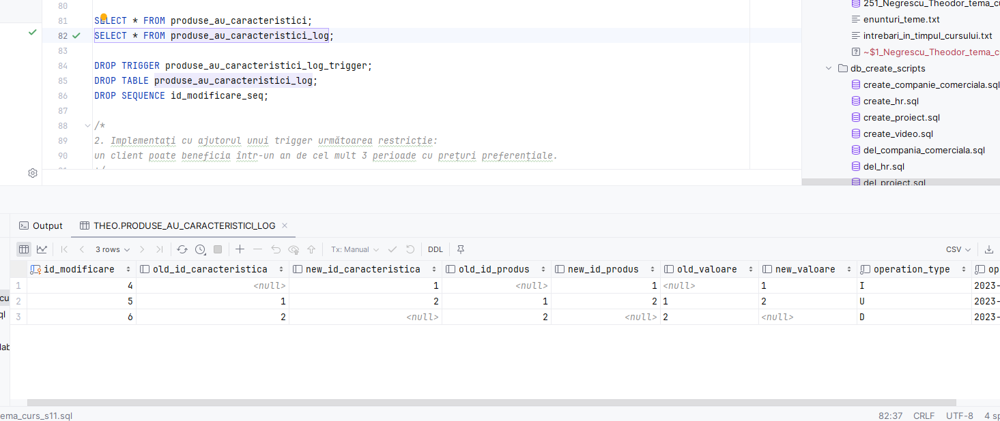 80
81 SELECT * FROM produse_au_caracteristici;
82 SELECT * FROM produse_au_caracteristici_log;
83
84 DROP TRIGGER produse_au_caracteristici_log_trigger;
85 DROP TABLE produse_au_caracteristici_log;
86 DROP SEQUENCE id_modificare_seq;
87
88 /*
89 2. Implementați cu ajutorul unui trigger următoarea restricție:
90 un client poate beneficia într-un an de cel mult 3 perioade cu prețuri preferențiale.
251_Negrescu_Theodor_tema_cu
enunturi_teme.txt
intrebari_in_timpul_cursului.txt
~$1_Negrescu_Theodor_tema_c
db_create_scripts
create_companie_comerciala.sql
create_hr.sql
create_proiect.sql
create_video.sql
del_compania_comerciala.sql
del_hr.sql
del_proiect.sql
Output THEO.PRODUSE_AU_CARACTERISTICI_LOG
3 rows Tx: Manual DDL CSV
id_modificare old_id_caracteristica new_id_caracteristica old_id_produs new_id_produs old_valoare new_valoare operation_type op
1 4 <null> 1 <null> 1 <null> 1 I 2023-
2 5 1 2 1 2 1 2 U 2023-
3 6 2 <null> 2 <null> 2 <null> D 2023-
cu
ql
lab
ema_curs_s11.sql 82:37 CRLF UTF-8 4 sp